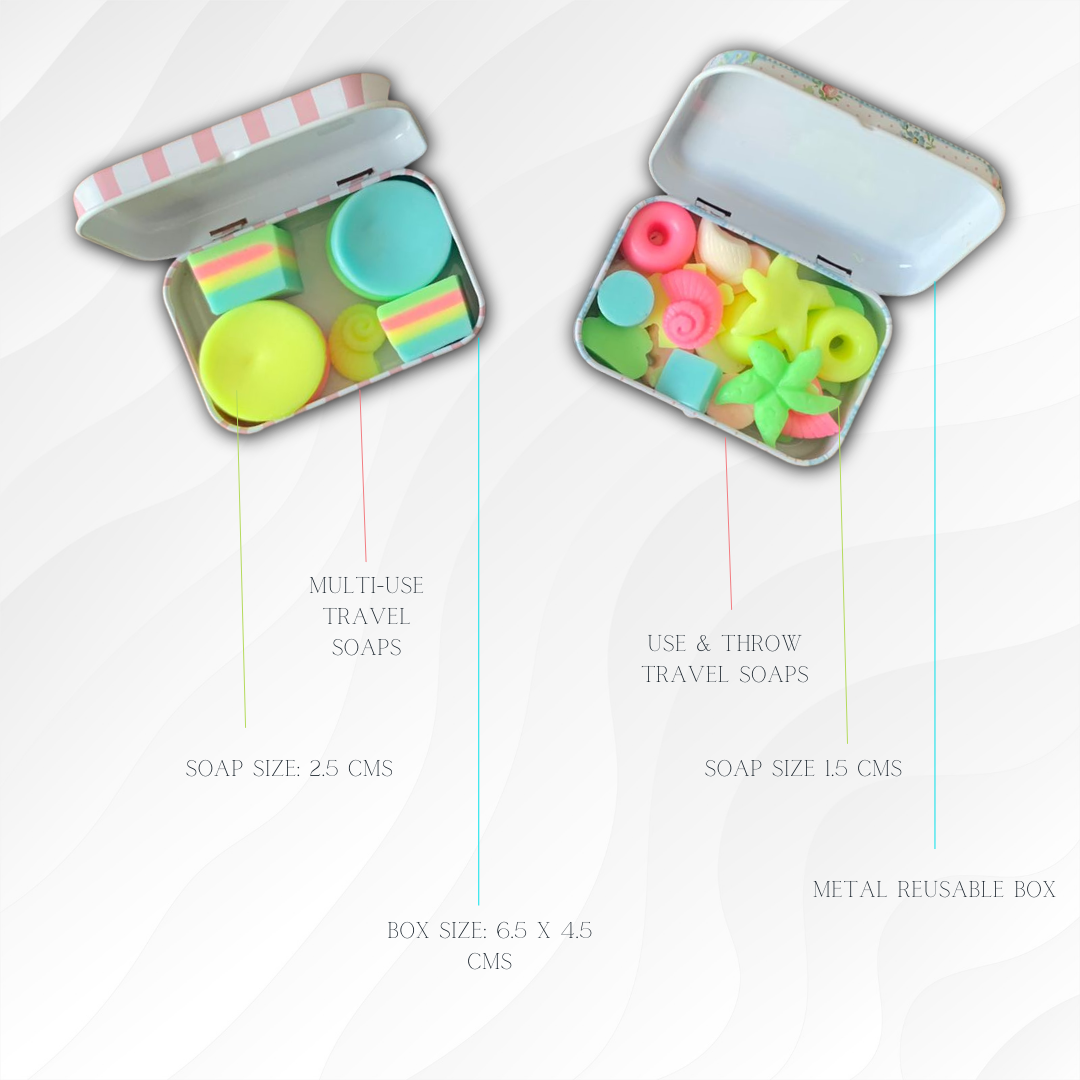 MULTI-USE
TRAVEL
SOAPS
USE & THROW
TRAVEL SOAPS
SOAP SIZE: 2.5 CMS
SOAP SIZE 1.5 CMS
METAL REUSABLE BOX
BOX SIZE: 6.5 X 4.5
CMS